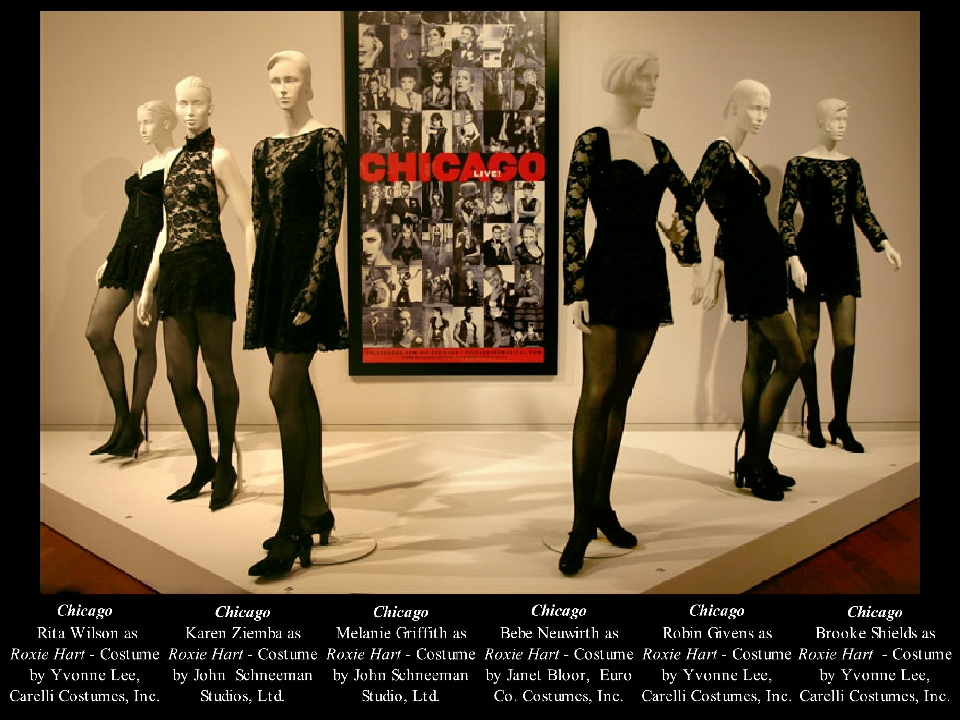 CHICAGO
LIVE!
Chicago
Rita Wilson as
Roxie Hart - Costume
by Yvonne Lee,
Carelli Costumes, Inc.
Chicago
Karen Ziemba as
Roxie Hart - Costume
by John Schneeman
Studios, Ltd.
Chicago
Melanie Griffith as
Roxie Hart - Costume
by John Schneeman
Studio, Ltd.
Chicago
Bebe Neuwirth as
Roxie Hart - Costume
by Janet Bloor, Euro
Co. Costumes, Inc.
Chicago
Robin Givens as
Roxie Hart - Costume
by Yvonne Lee,
Carelli Costumes, Inc.
Chicago
Brooke Shields as
Roxie Hart - Costume
by Yvonne Lee,
Carelli Costumes, Inc.